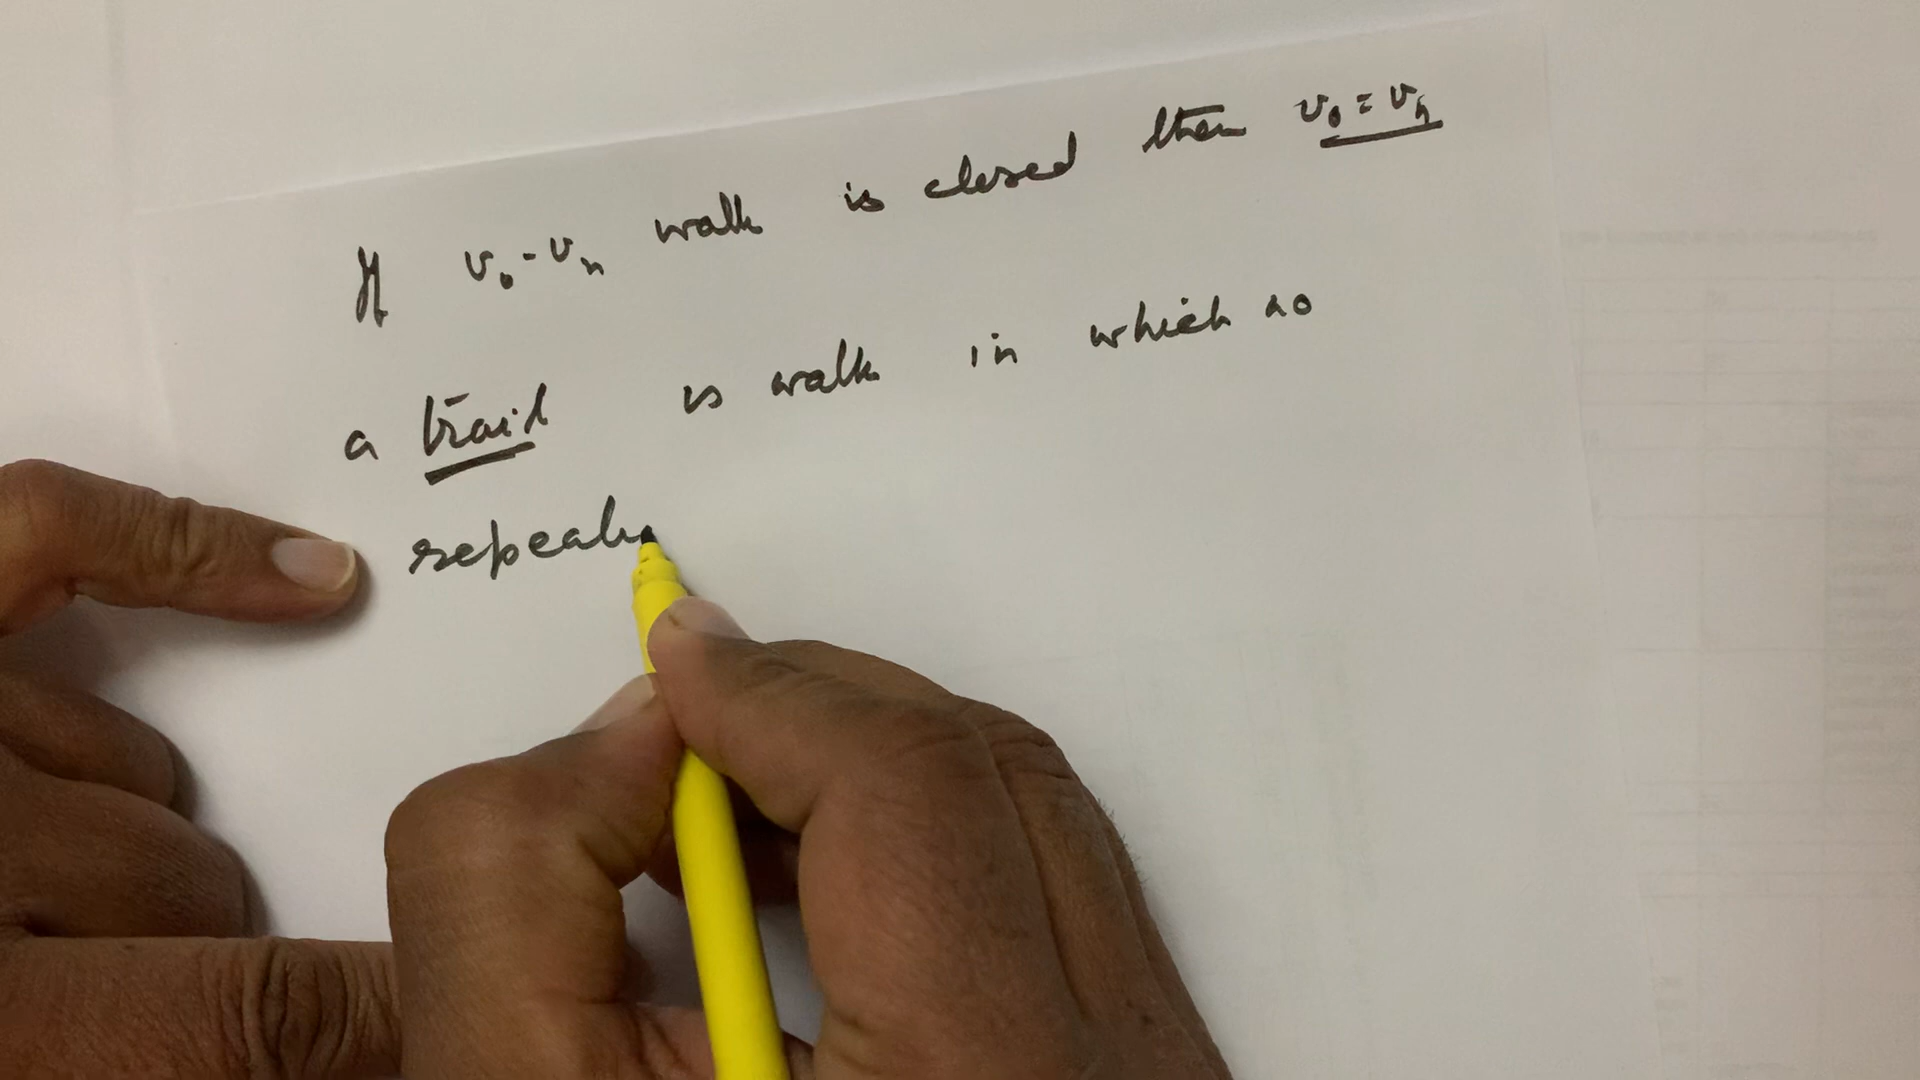 If v₀-vₙ walk is closed then v₀=vₙ
a trail is walk in which no
repeat